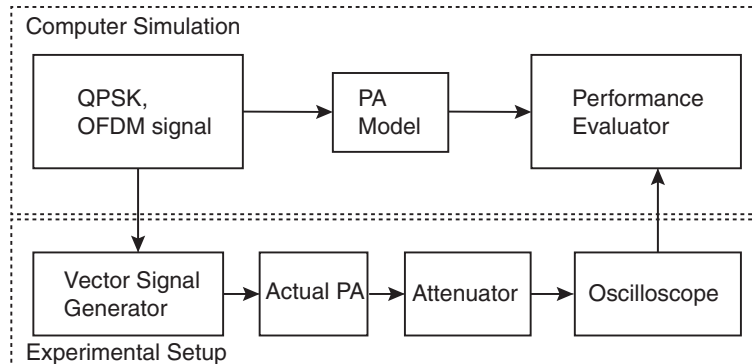 Computer Simulation
QPSK,
OFDM signal
PA
Model
Performance
Evaluator
Vector Signal
Generator
Actual PA
Attenuator
Oscilloscope
Experimental Setup